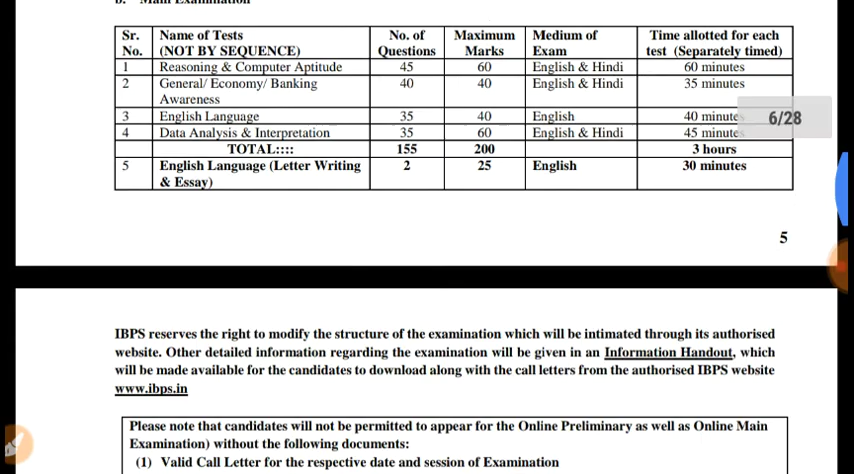 Sr. Name of Tests No. of Maximum Medium of Time allotted for each
No. (NOT BY SEQUENCE) Questions Marks Exam test (Separately timed)
1 Reasoning & Computer Aptitude 45 60 English & Hindi 60 minutes
2 General/ Economy/ Banking 40 40 English & Hindi 35 minutes
Awareness
3 English Language 35 40 English 40 minutes
6/28
4 Data Analysis & Interpretation 35 60 English & Hindi 45 minutes
TOTAL:::: 155 200 3 hours
5 English Language (Letter Writing 2 25 English 30 minutes
& Essay)
5
IBPS reserves the right to modify the structure of the examination which will be intimated through its authorised
website. Other detailed information regarding the examination will be given in an Information Handout, which
will be made available for the candidates to download along with the call letters from the authorised IBPS website
www.ibps.in
Please note that candidates will not be permitted to appear for the Online Preliminary as well as Online Main
Examination) without the following documents:
(1) Valid Call Letter for the respective date and session of Examination